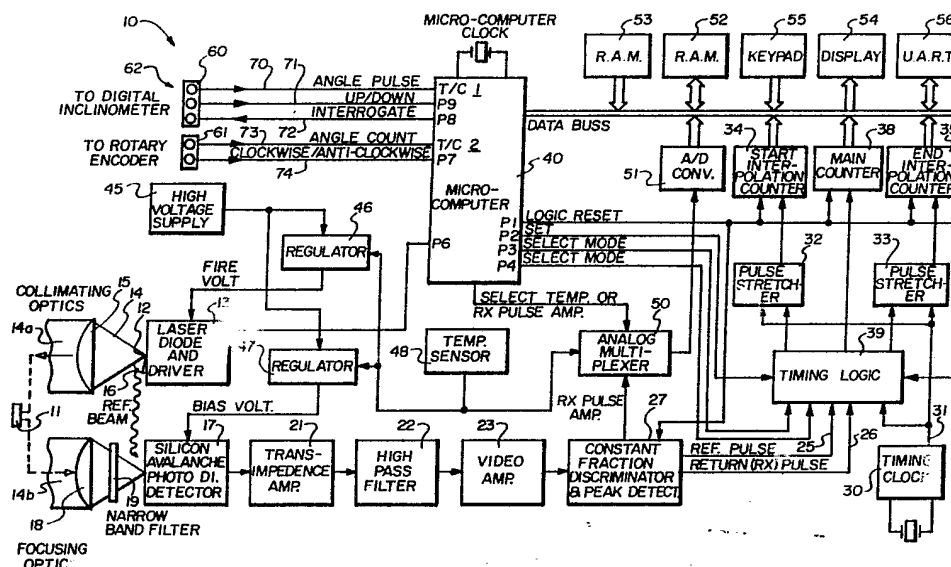 10
60
62
TO DIGITAL
INCLINOMETER
61
TO ROTARY
ENCODER
70
71
72
73
74
ANGLE PULSE
UP/DOWN
INTERROGATE
ANGLE COUNT
CLOCKWISE/ANTI-CLOCKWISE
MICRO-COMPUTER
CLOCK
T/C 1
P9
P8
T/C 2
P7
MICRO-
COMPUTER
P6
P1
P2
P3
P4
40
LOGIC RESET
SET
SELECT MODE
SELECT MODE
DATA BUSS
53
R.A.M.
52
R.A.M.
55
KEYPAD
54
DISPLAY
56
U.A.R.T
51
A/D
CONV.
34
START
INTER-
POLATION
COUNTER
38
MAIN
COUNTER
END
INTER-
POLATION
COUNTER
32
PULSE
STRETCH-
ER
33
PULSE
STRETCH-
ER
39
TIMING LOGIC
31
30
TIMING
CLOCK
45
HIGH
VOLTAGE
SUPPLY
46
REGULATOR
47
REGULATOR
48
TEMP.
SENSOR
SELECT TEMP. OR
RX PULSE AMP.
50
ANALOG
MULTI-
PLEXER
RX PULSE
AMP.
FIRE
VOLT
BIAS VOLT.
COLLIMATING
OPTICS
15
14
12
13
14a
LASER
DIODE AND
DRIVER
16
REF.
BEAM
11
17
SILICON
AVALANCHE
PHOTO DI.
DETECTOR
21
TRANS-
IMPEDENCE
AMP.
22
HIGH
PASS
FILTER
23
VIDEO
AMP.
27
CONSTANT
FRACTION
DISCRIMINATOR
& PEAK DETECT.
REF. PULSE
25
RETURN (RX) PULSE
26
14b
18
19
NARROW
BAND FILTER
FOCUSING